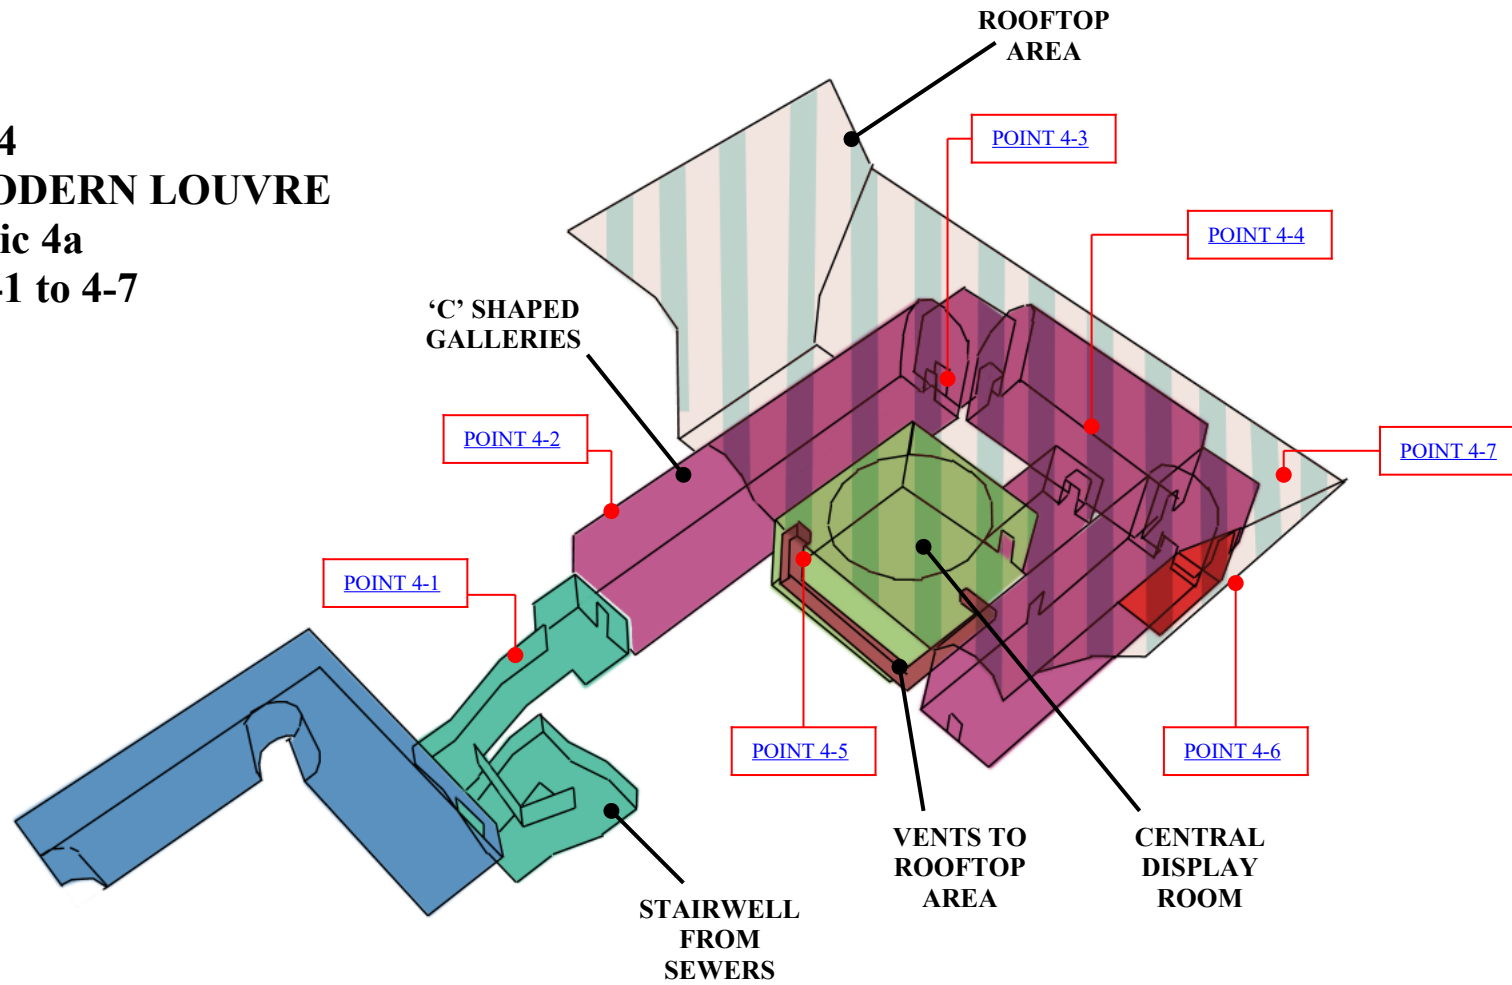 4
ODERN LOUVRE
ic 4a
-1 to 4-7
ROOFTOP
AREA
POINT 4-3
POINT 4-4
‘C’ SHAPED
GALLERIES
POINT 4-2
POINT 4-7
POINT 4-1
POINT 4-5
POINT 4-6
VENTS TO
ROOFTOP
AREA
CENTRAL
DISPLAY
ROOM
STAIRWELL
FROM
SEWERS